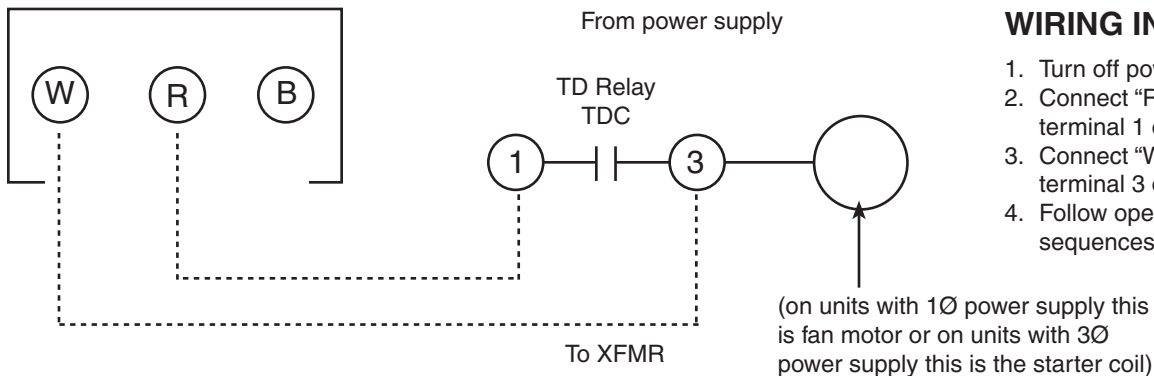 From power supply
W
R
B
TD Relay
TDC
1
3
To XFMR
(on units with 1Ø power supply this
is fan motor or on units with 3Ø
power supply this is the starter coil)
WIRING IN
1. Turn off pow
2. Connect “R
terminal 1 o
3. Connect “W
terminal 3 o
4. Follow ope
sequences